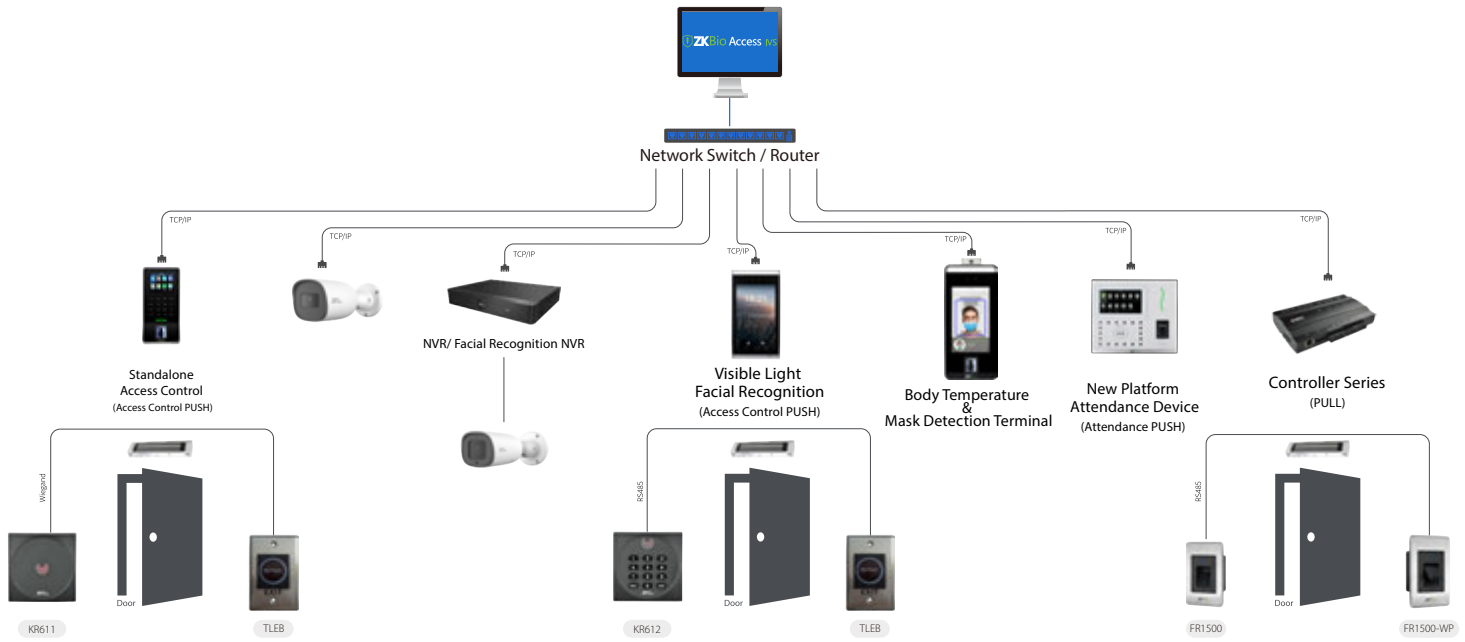 ZKBio Access IVS
Network Switch / Router
TCP/IP
TCP/IP
TCP/IP
TCP/IP
TCP/IP
TCP/IP
TCP/IP
Standalone
Access Control
(Access Control PUSH)
NVR/ Facial Recognition NVR
Visible Light
Facial Recognition
(Access Control PUSH)
Body Temperature
&
Mask Detection Terminal
New Platform
Attendance Device
(Attendance PUSH)
Controller Series
(PULL)
Wiegand
Door
EXIT
KR611
TLEB
RS485
Door
EXIT
KR612
TLEB
RS485
Door
FR1500
FR1500-WP